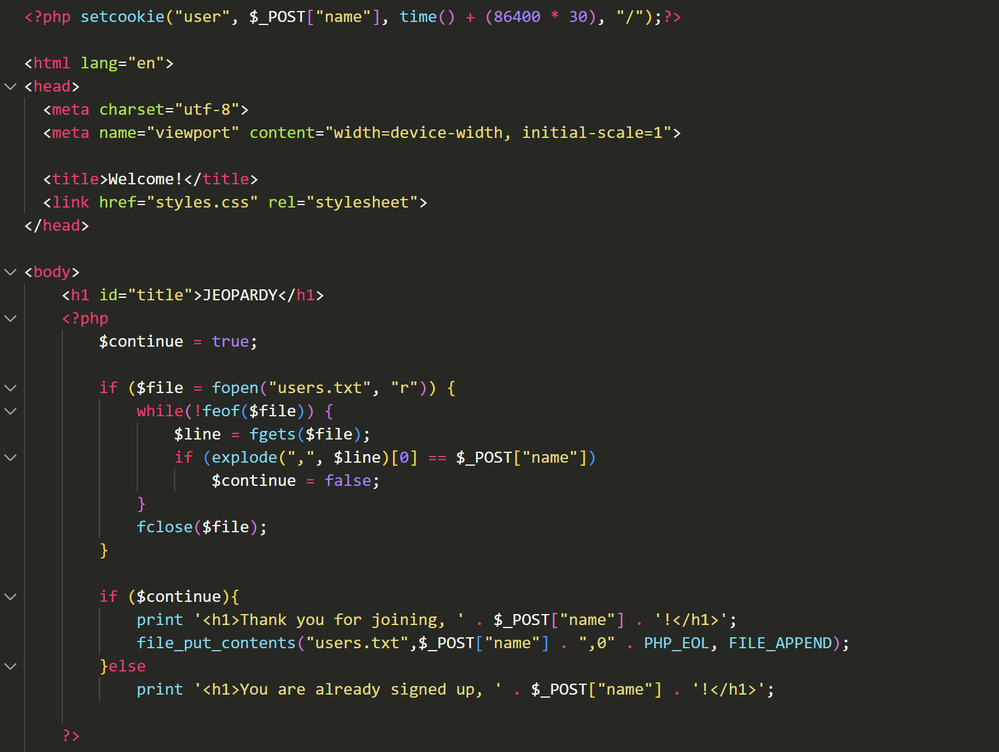 <?php setcookie("user", $_POST["name"], time() + (86400 * 30), "/");?>
<html lang="en">
<head>
<meta charset="utf-8">
<meta name="viewport" content="width=device-width, initial-scale=1">
<title>Welcome!</title>
<link href="styles.css" rel="stylesheet">
</head>
<body>
<h1 id="title">JEOPARDY</h1>
<?php
$continue = true;
if ($file = fopen("users.txt", "r")) {
while(!feof($file)) {
$line = fgets($file);
if (explode(",", $line)[0] == $_POST["name"])
$continue = false;
}
fclose($file);
}
if ($continue){
print '<h1>Thank you for joining, ' . $_POST["name"] . '!</h1>';
file_put_contents("users.txt",$_POST["name"] . ",0" . PHP_EOL, FILE_APPEND);
}else
print '<h1>You are already signed up, ' . $_POST["name"] . '!</h1>';
?>